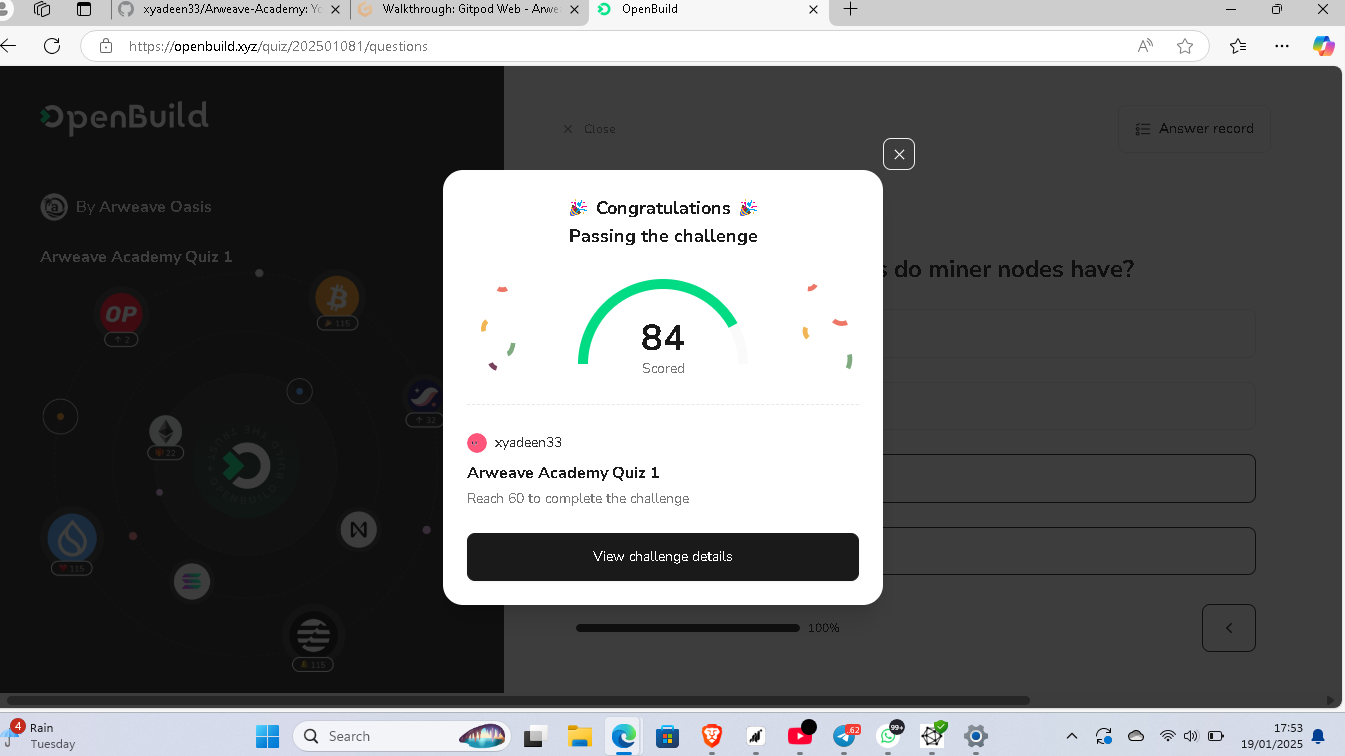 xyadeen33/Arweave-Academy: Yo
Walkthrough: Gitpod Web - Arwe
OpenBuild
https://openbuild.xyz/quiz/202501081/questions
OpenBuild
By Arweave Oasis
Arweave Academy Quiz 1
OP
2
115
32
22
115
115
Close
Answer record
s do miner nodes have?
Congratulations
Passing the challenge
84
Scored
xyadeen33
Arweave Academy Quiz 1
Reach 60 to complete the challenge
View challenge details
100%
4
Rain
Tuesday
Search
62
99+
17:53
19/01/2025